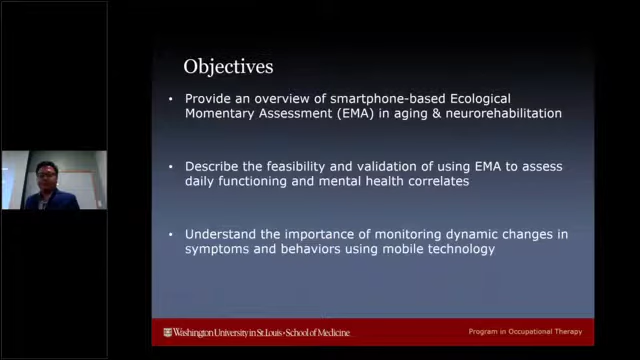 Objectives
• Provide an overview of smartphone-based Ecological
Momentary Assessment (EMA) in aging & neurorehabilitation
• Describe the feasibility and validation of using EMA to assess
daily functioning and mental health correlates
• Understand the importance of monitoring dynamic changes in
symptoms and behaviors using mobile technology
Washington University in St. Louis · School of Medicine
Program in Occupational Therapy